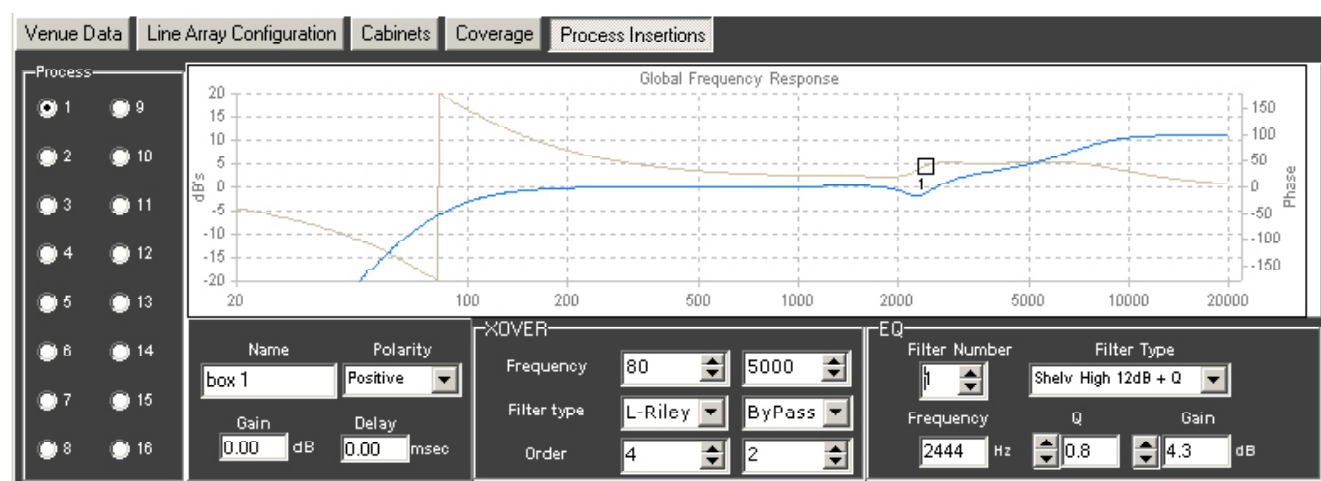 Venue Data Line Array Configuration Cabinets Coverage Process Insertions
Process
1 9
2 10
3 11
4 12
5 13
6 14
7 15
8 16
Global Frequency Response
dB's
20
15
10
5
0
-5
-10
-15
-20
1
150
100
50
0
-50
-100
-150
Phase
20 100 200 500 1000 2000 5000 10000 20000
Name Polarity
box 1 Positive
Gain Delay
0.00 dB 0.00 msec
XOVER
Frequency 80 5000
Filter type L-Riley ByPass
Order 4 2
EQ
Filter Number Filter Type
1 Shelv High 12dB + Q
Frequency Q Gain
2444 Hz 0.8 4.3 dB